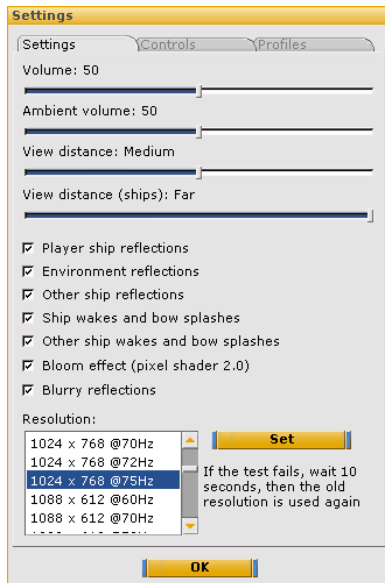 Settings
Settings Controls Profiles
Volume: 50
Ambient volume: 50
View distance: Medium
View distance (ships): Far
Player ship reflections
Environment reflections
Other ship reflections
Ship wakes and bow splashes
Other ship wakes and bow splashes
Bloom effect (pixel shader 2.0)
Blurry reflections
Resolution:
1024 x 768 @70Hz
1024 x 768 @72Hz
1024 x 768 @75Hz
1088 x 612 @60Hz
1088 x 612 @70Hz
Set
If the test fails, wait 10
seconds, then the old
resolution is used again
OK